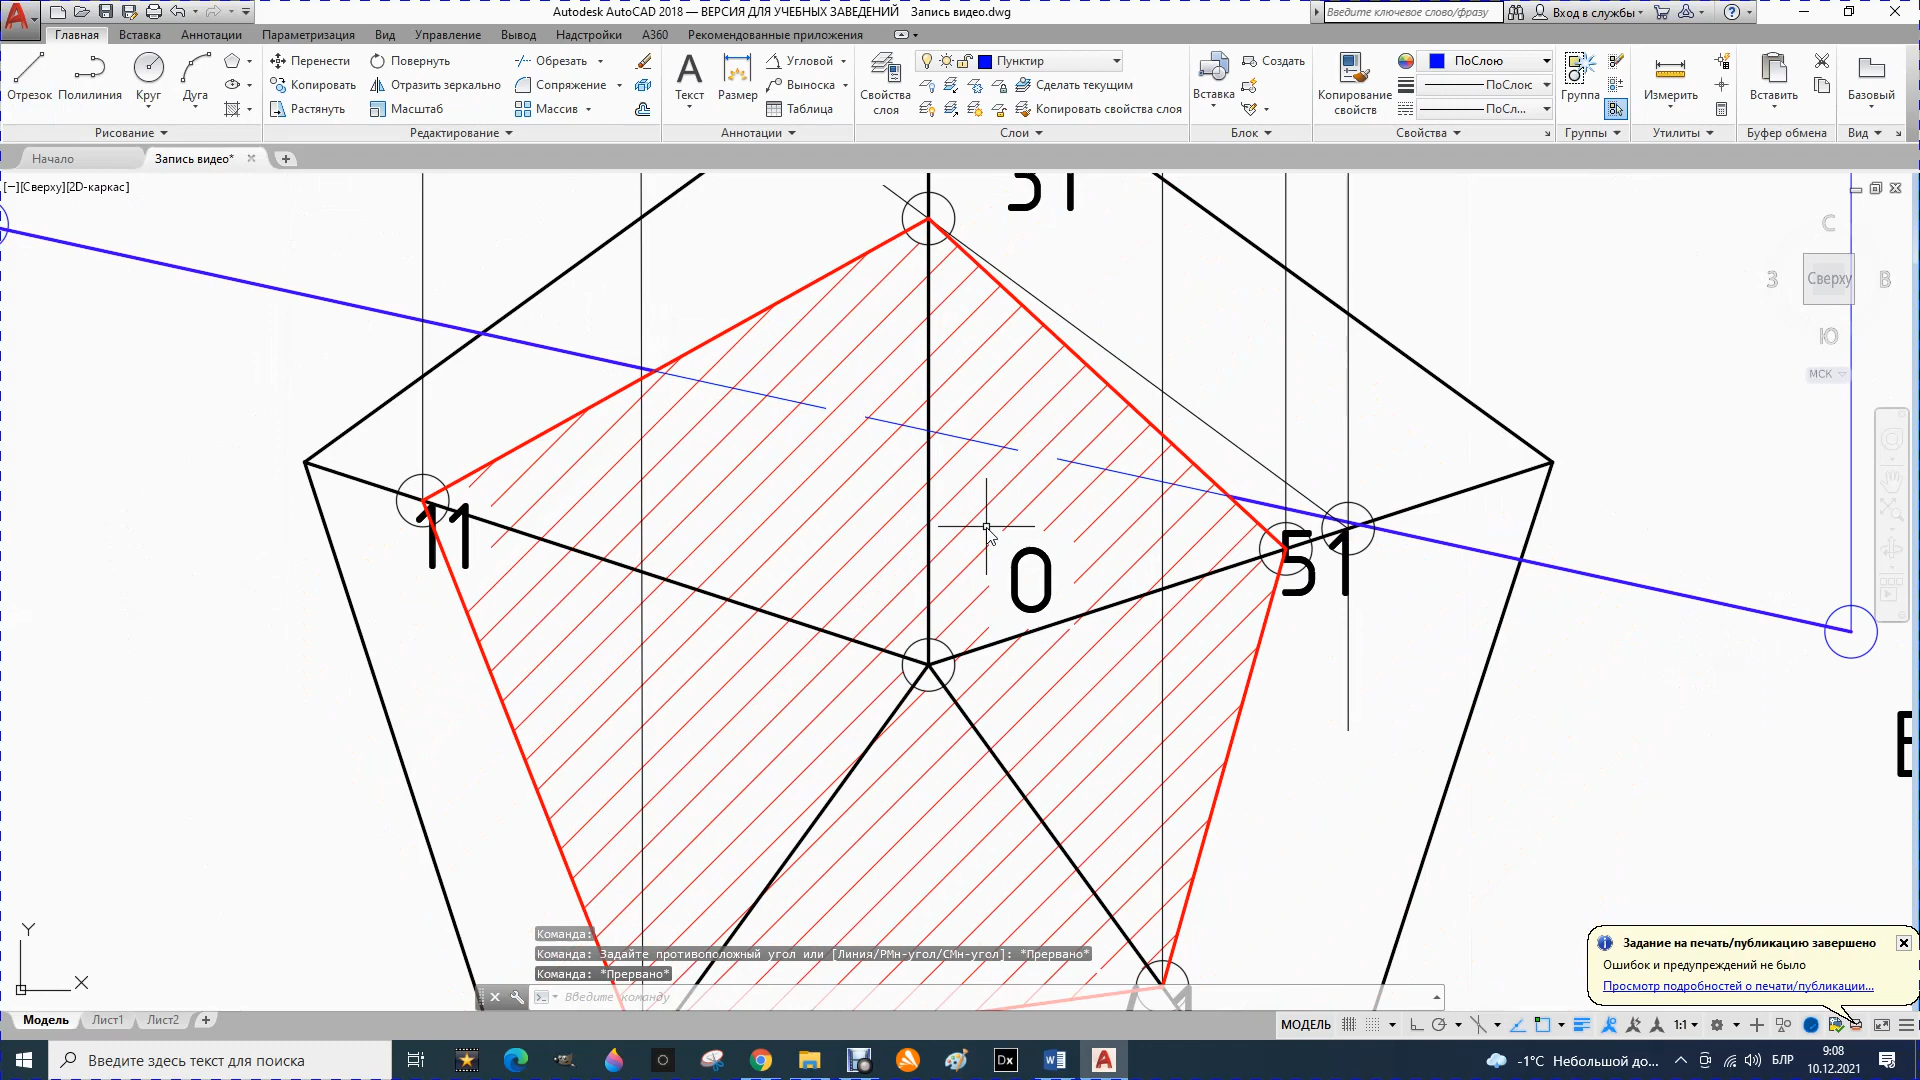 Autodesk AutoCAD 2018 — ВЕРСИЯ ДЛЯ УЧЕБНЫХ ЗАВЕДЕНИЙ Запись видео.dwg
Введите ключевое слово/фразу
Вход в службы
Главная Вставка Аннотации Параметризация Вид Управление Вывод Надстройки A360 Рекомендованные приложения
Отрезок Полилиния Круг Дуга
Перенести Повернуть Обрезать
Копировать Отразить зеркально Сопряжение
Растянуть Масштаб Массив
Текст Размер
Угловой
Выноска
Таблица
Свойства слоя
Пунктир
Сделать текущим
Копировать свойства слоя
Вставка
Создать
Копирование свойств
ПоСлою
ПоСлою
ПоСл...
Группа
Измерить
Вставить
Базовый
Рисование Редактирование Аннотации Слои Блок Свойства Группы Утилиты Буфер обмена Вид
Начало Запись видео*
[−][Сверху][2D-каркас]
31
С
З Сверху В
Ю
МСК
11
0
51
Y
X
Команда:
Команда: Задайте противоположный угол или [Линия/РМн-угол/СМн-угол]: *Прервано*
Команда: *Прервано*
Введите команду
Задание на печать/публикацию завершено
Ошибок и предупреждений не было
Просмотр подробностей о печати/публикации...
Модель Лист1 Лист2
МОДЕЛЬ
1:1
Введите здесь текст для поиска
Dx
-1°C Небольшой до...
БЛР
9:08
10.12.2021